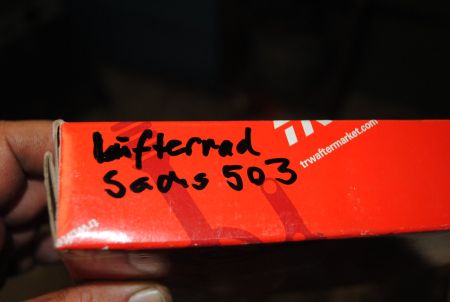 Lüfterrad
Sachs 503
trwaftermarket.com